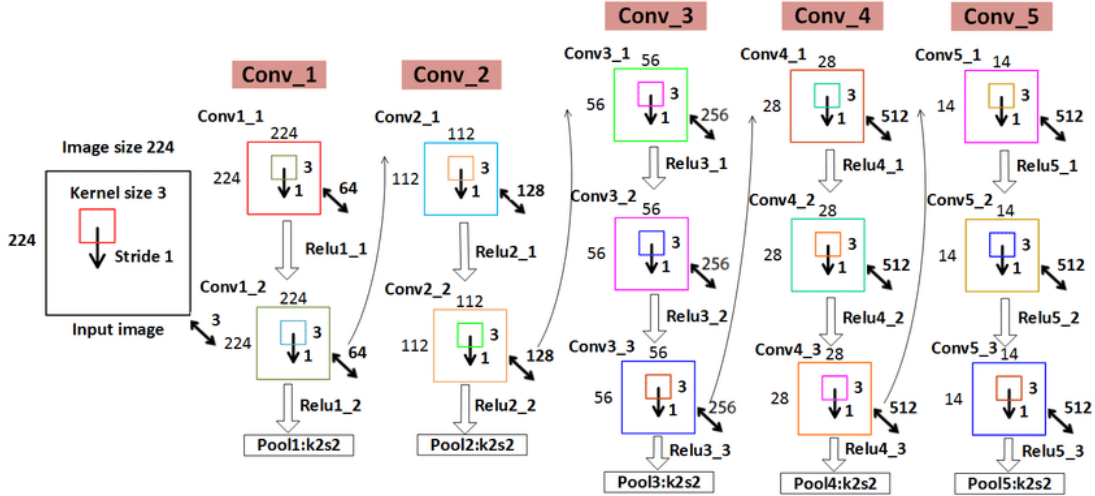 Conv_1
Conv_2
Conv_3
Conv_4
Conv_5
Image size 224
224
Kernel size 3
Stride 1
Input image
3
Conv1_1
224
224
3
1
64
Relu1_1
Conv1_2
224
224
3
1
64
Relu1_2
Pool1:k2s2
Conv2_1
112
112
3
1
128
Relu2_1
Conv2_2
112
112
3
1
128
Relu2_2
Pool2:k2s2
Conv3_1
56
56
3
1
256
Relu3_1
Conv3_2
56
56
3
1
256
Relu3_2
Conv3_3
56
56
3
1
256
Relu3_3
Pool3:k2s2
Conv4_1
28
28
3
1
512
Relu4_1
Conv4_2
28
28
3
1
512
Relu4_2
Conv4_3
28
28
3
1
512
Relu4_3
Pool4:k2s2
Conv5_1
14
14
3
1
512
Relu5_1
Conv5_2
14
14
3
1
512
Relu5_2
Conv5_3
14
14
3
1
512
Relu5_3
Pool5:k2s2